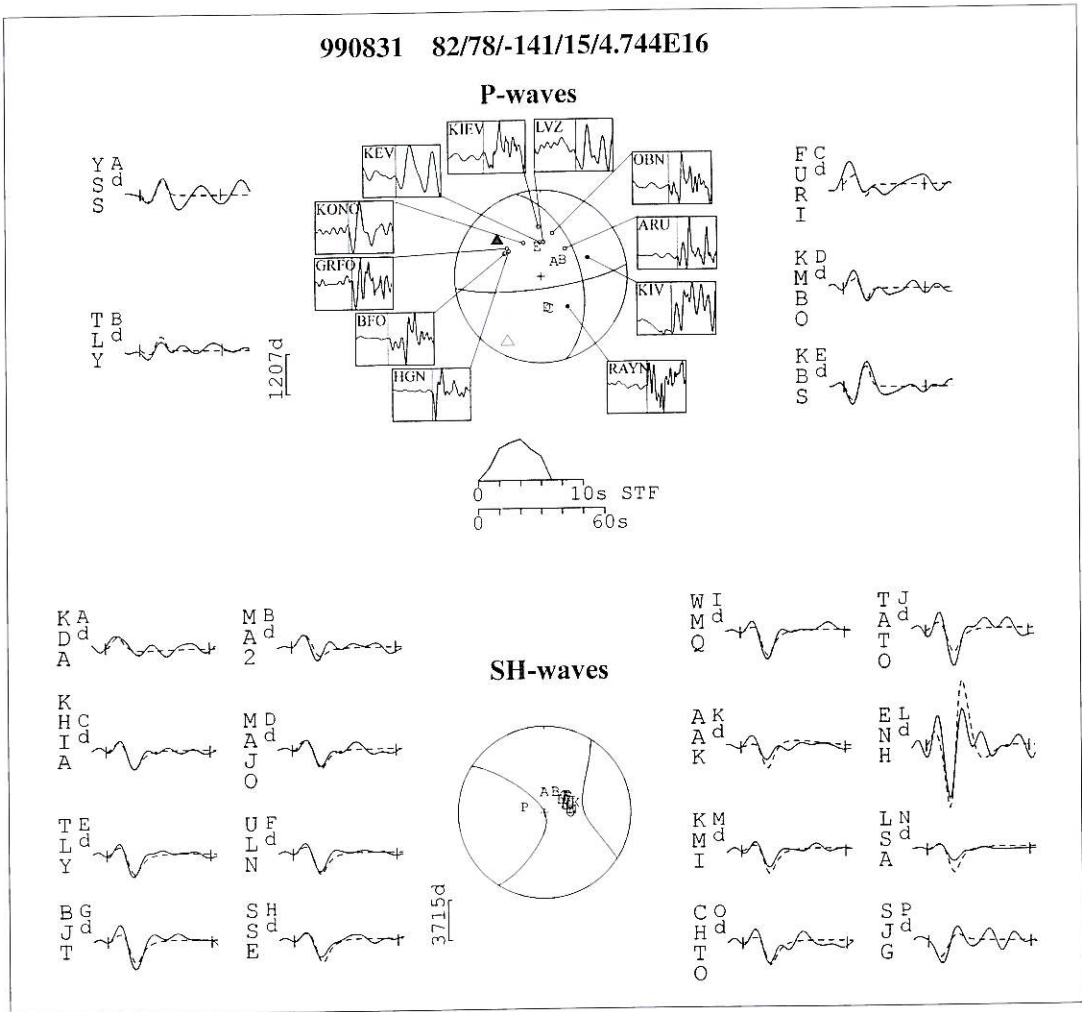 990831 82/78/-141/15/4.744E16
P-waves
KIEV
LVZ
KEV
OBN
KONO
ARU
GRFO
KIV
BFO
HGN
RAYN
YSS A d
TLY B d
1207d
FURI C d
KMBO D d
KBS E d
E
A B
0 10s STF
0 60s
SH-waves
KDA A d
MA2 B d
KHIA C d
MAJO D d
TLY E d
ULN F d
BJT G d
SSE H d
3715d
P
A B
K
WMQ I d
TATO J d
AAK K d
ENH L d
KMI M d
LSA N d
CHTO O d
SJG P d